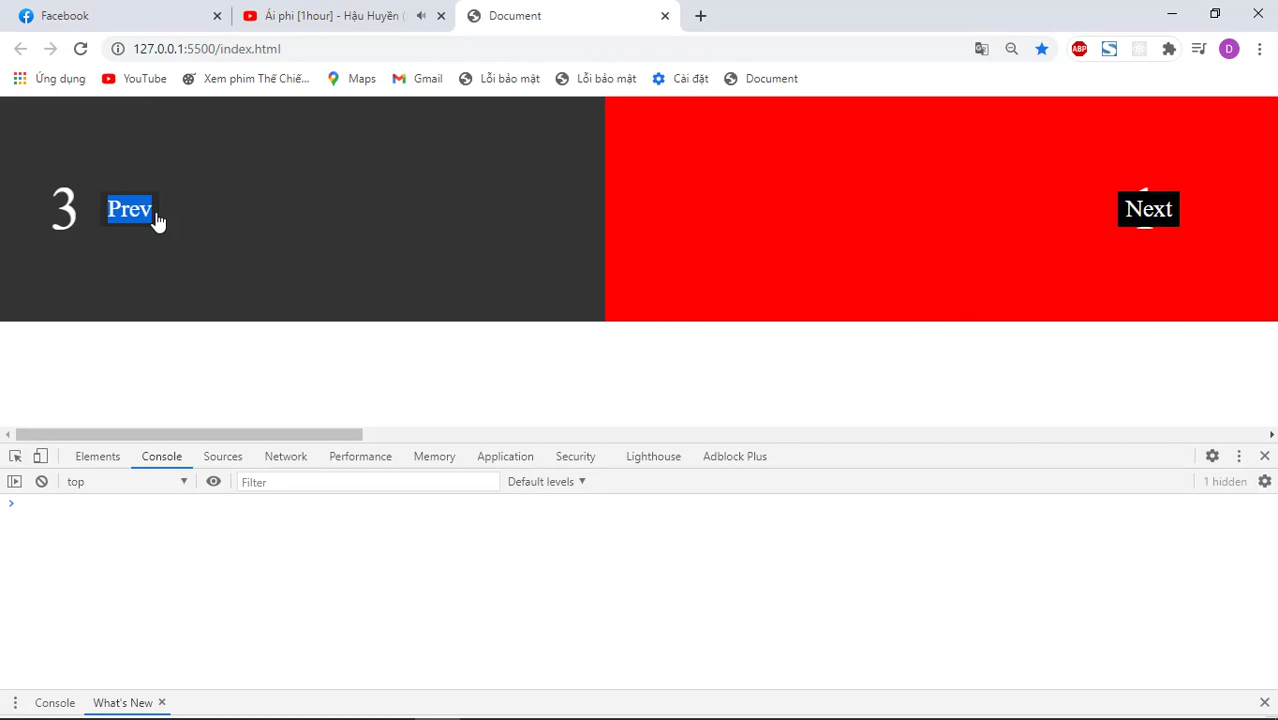 Facebook
Ái phi [1hour] - Hậu Huyền (
Document
127.0.0.1:5500/index.html
ABP
S
D
Ứng dụng
YouTube
Xem phim Thế Chiế...
Maps
Gmail
Lỗi bảo mật
Lỗi bảo mật
Cài đặt
Document
3
Prev
Next
Elements
Console
Sources
Network
Performance
Memory
Application
Security
Lighthouse
Adblock Plus
top
Filter
Default levels
1 hidden
Console
What's New